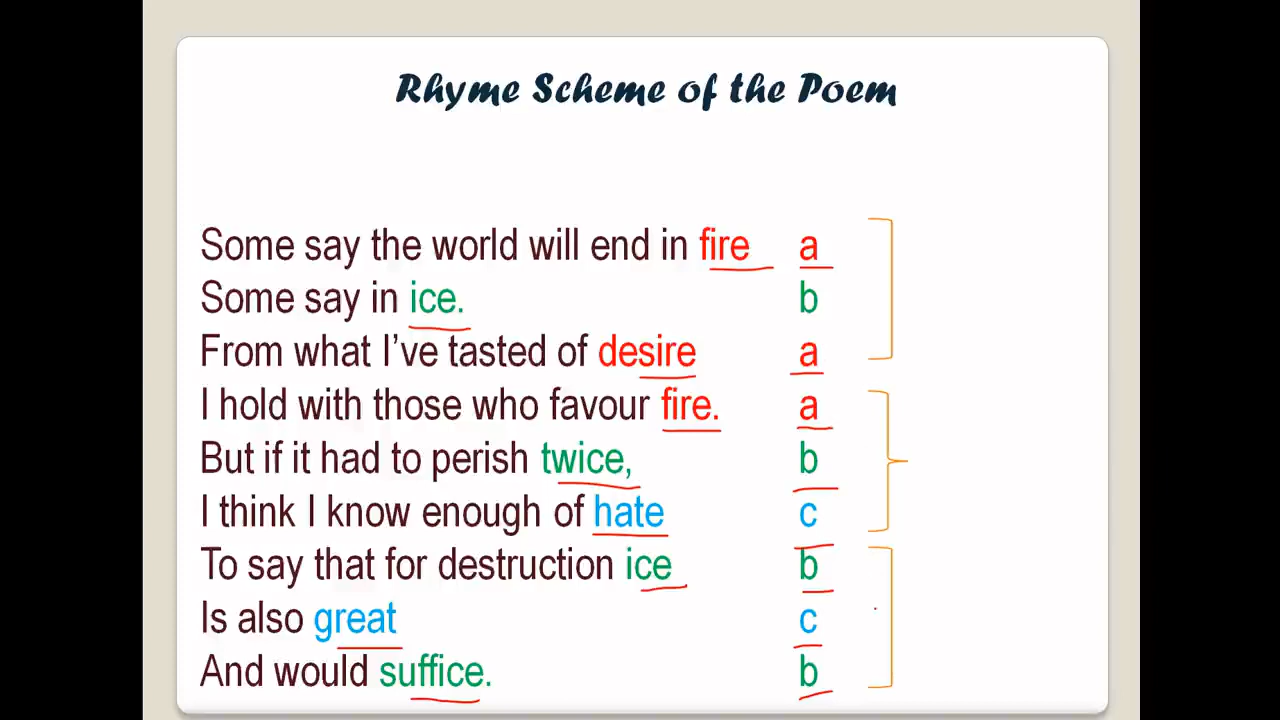 Rhyme Scheme of the Poem
Some say the world will end in fire a
Some say in ice. b
From what I’ve tasted of desire a
I hold with those who favour fire. a
But if it had to perish twice, b
I think I know enough of hate c
To say that for destruction ice b
Is also great c
And would suffice. b